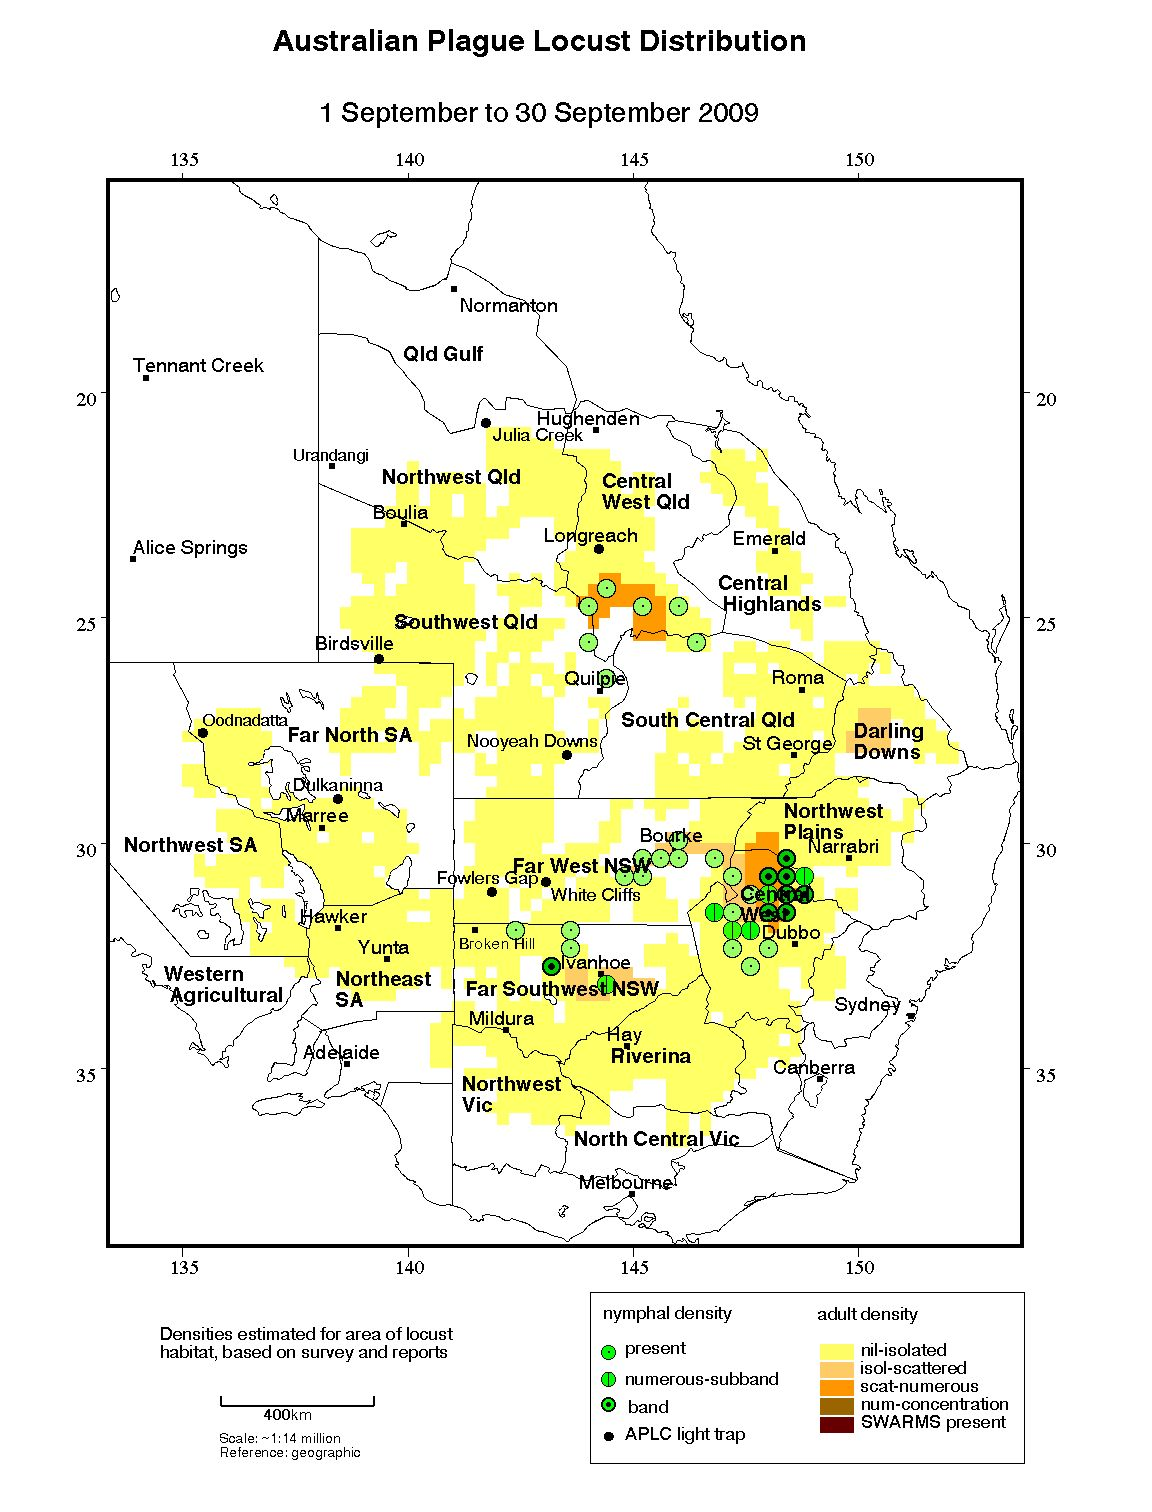 Australian Plague Locust Distribution
1 September to 30 September 2009
135 140 145 150
Normanton
Qld Gulf
Tennant Creek
20 20
Hughenden
Julia Creek
Urandangi
Northwest Qld
Central
West Qld
Boulia
Longreach
Emerald
Alice Springs
Central
Highlands
25 25
Southwest Qld
Birdsville
Quilpie
Roma
Oodnadatta
South Central Qld
Far North SA
Darling
Downs
Nooyeah Downs
St George
Dulkaninna
Marree
Northwest
Plains
Bourke
Northwest SA
30 30
Narrabri
Far West NSW
Fowlers Gap
White Cliffs
Central
West
Hawker
Dubbo
Broken Hill
Yunta
Ivanhoe
Western
Agricultural
Northeast
SA
Far Southwest NSW
Sydney
Mildura
Hay
Riverina
Adelaide
Canberra
35 35
Northwest
Vic
North Central Vic
Melbourne
135 140 145 150
Densities estimated for area of locust
habitat, based on survey and reports
400km
Scale: ~1:14 million
Reference: geographic
nymphal density
present
numerous-subband
band
APLC light trap
adult density
nil-isolated
isol-scattered
scat-numerous
num-concentration
SWARMS present